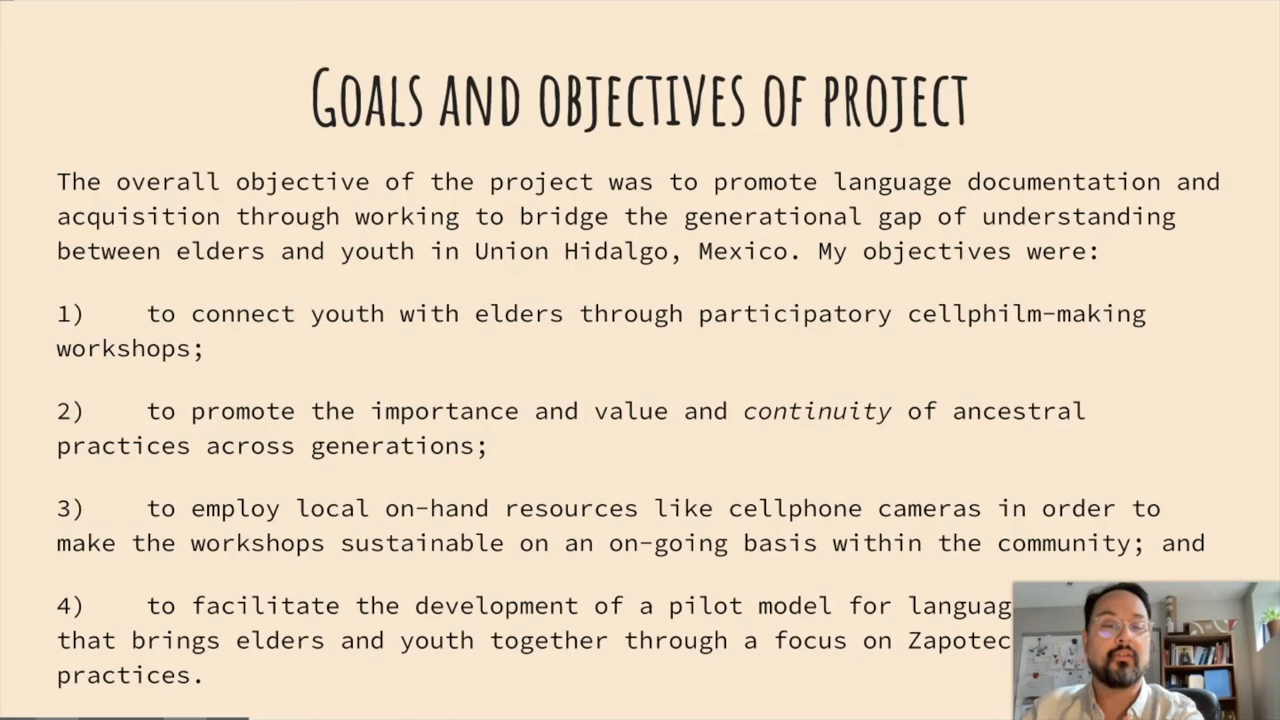 GOALS AND OBJECTIVES OF PROJECT
The overall objective of the project was to promote language documentation and
acquisition through working to bridge the generational gap of understanding
between elders and youth in Union Hidalgo, Mexico. My objectives were:
1) to connect youth with elders through participatory cellphilm-making
workshops;
2) to promote the importance and value and continuity of ancestral
practices across generations;
3) to employ local on-hand resources like cellphone cameras in order to
make the workshops sustainable on an on-going basis within the community; and
4) to facilitate the development of a pilot model for
that brings elders and youth together through a focus on Zapotec
practices.